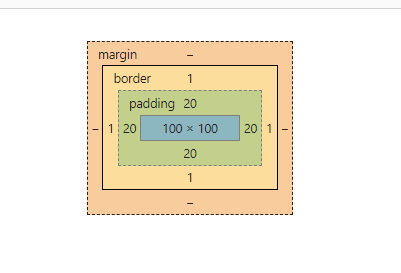 margin –
border 1
padding 20
– 1 20 100 × 100 20 1 –
20
1
–